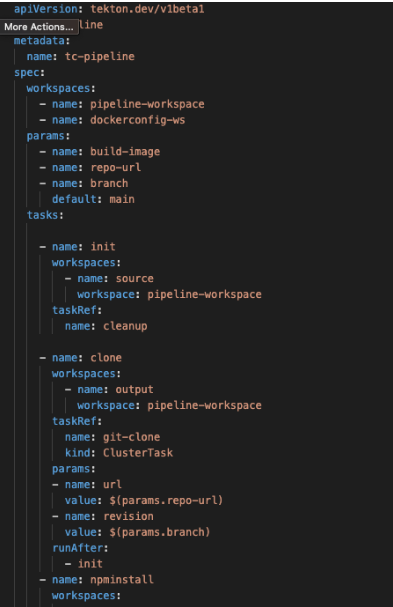 apiVersion: tekton.dev/v1beta1
More Actions... line
metadata:
name: tc-pipeline
spec:
workspaces:
- name: pipeline-workspace
- name: dockerconfig-ws
params:
- name: build-image
- name: repo-url
- name: branch
default: main
tasks:
- name: init
workspaces:
- name: source
workspace: pipeline-workspace
taskRef:
name: cleanup
- name: clone
workspaces:
- name: output
workspace: pipeline-workspace
taskRef:
name: git-clone
kind: ClusterTask
params:
- name: url
value: $(params.repo-url)
- name: revision
value: $(params.branch)
runAfter:
- init
- name: npminstall
workspaces: